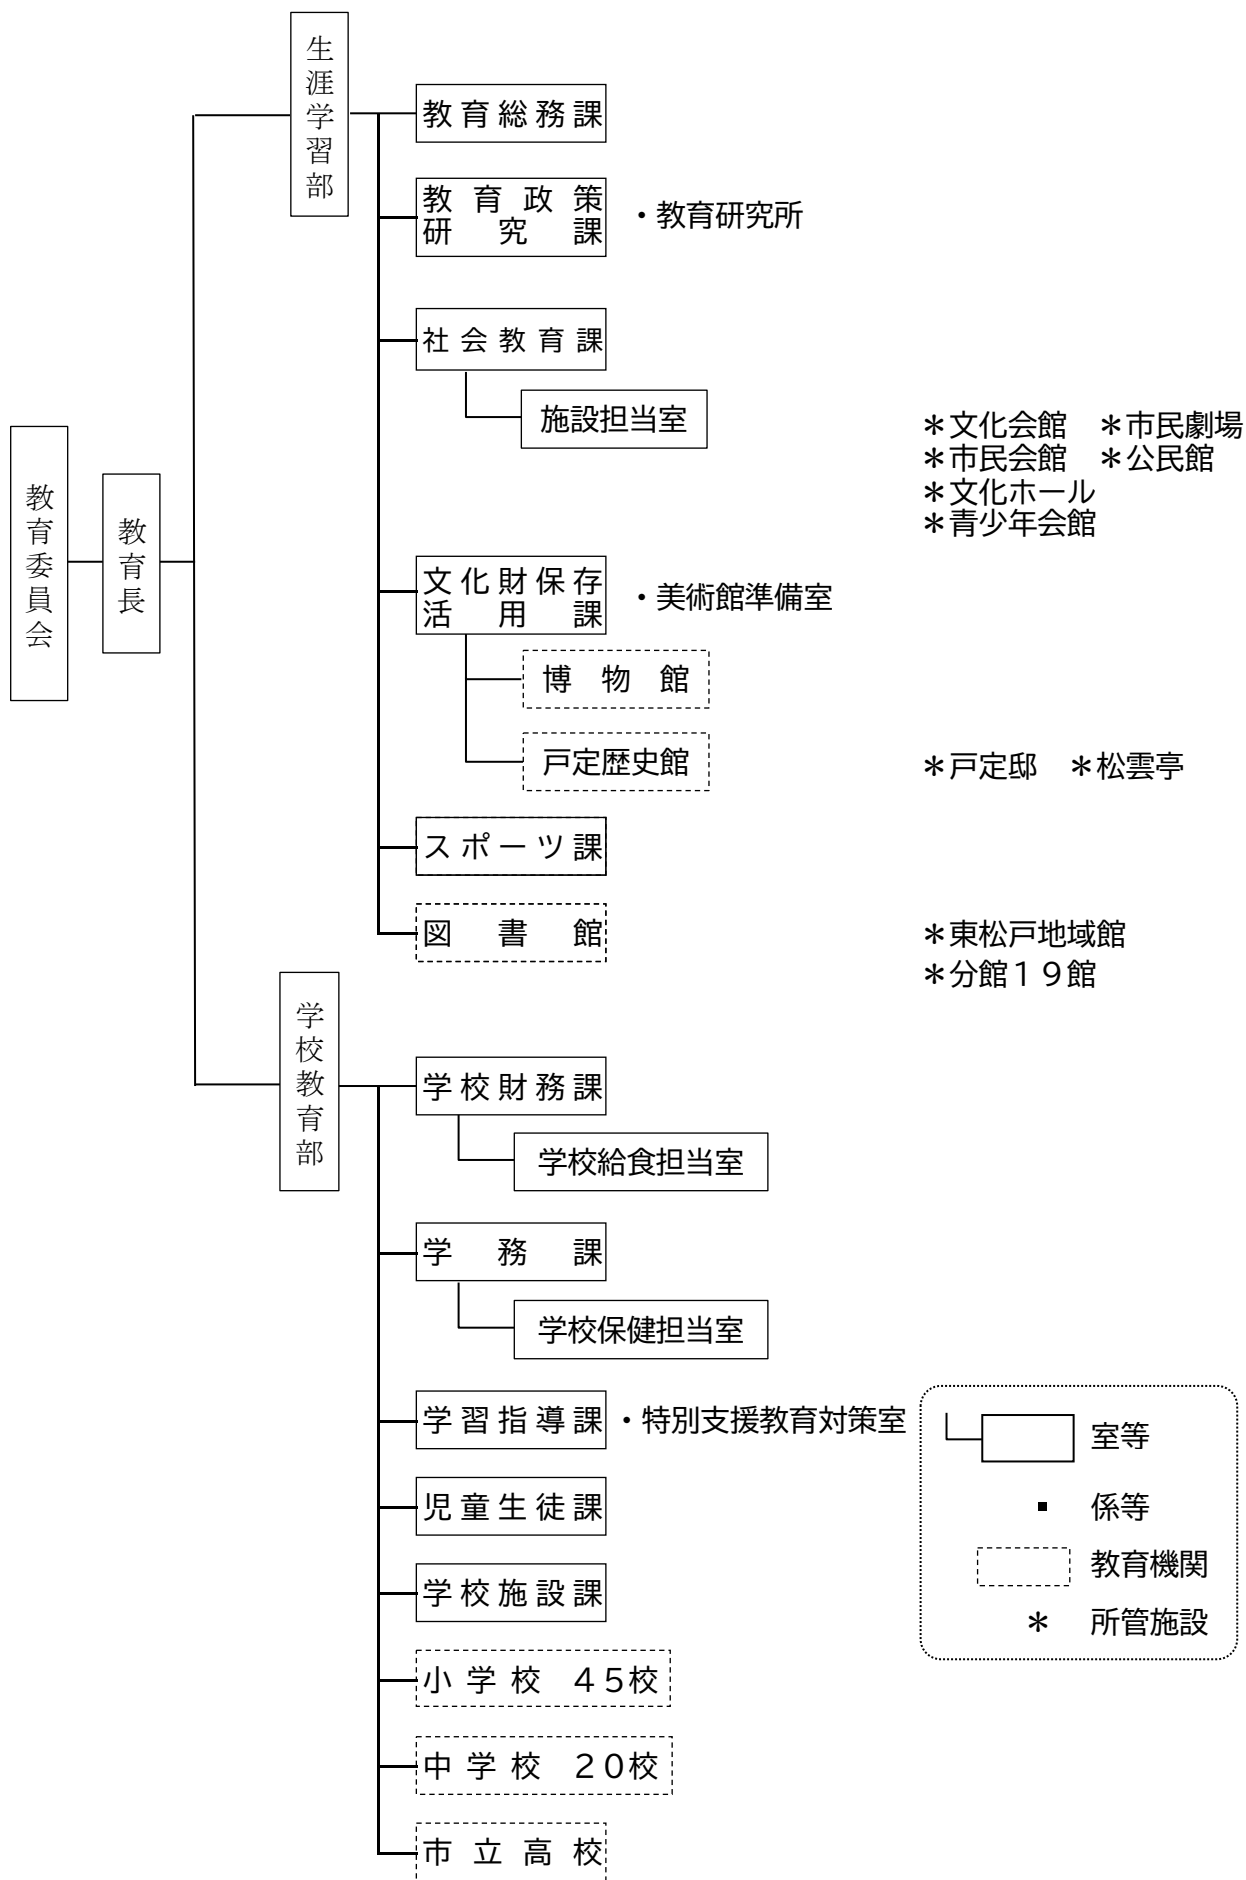 生涯学習部
教育総務課
教育政策
研究課
・教育研究所
社会教育課
施設担当室
＊文化会館　＊市民劇場
＊市民会館　＊公民館
＊文化ホール
＊青少年会館
教育委員会
教育長
文化財保存
活用課
・美術館準備室
博物館
戸定歴史館
＊戸定邸　＊松雲亭
スポーツ課
図書館
＊東松戸地域館
＊分館１９館
学校教育部
学校財務課
学校給食担当室
学務課
学校保健担当室
学習指導課
・特別支援教育対策室
児童生徒課
学校施設課
小学校　４５校
中学校　２０校
市立高校
室等
▪ 係等
教育機関
＊ 所管施設